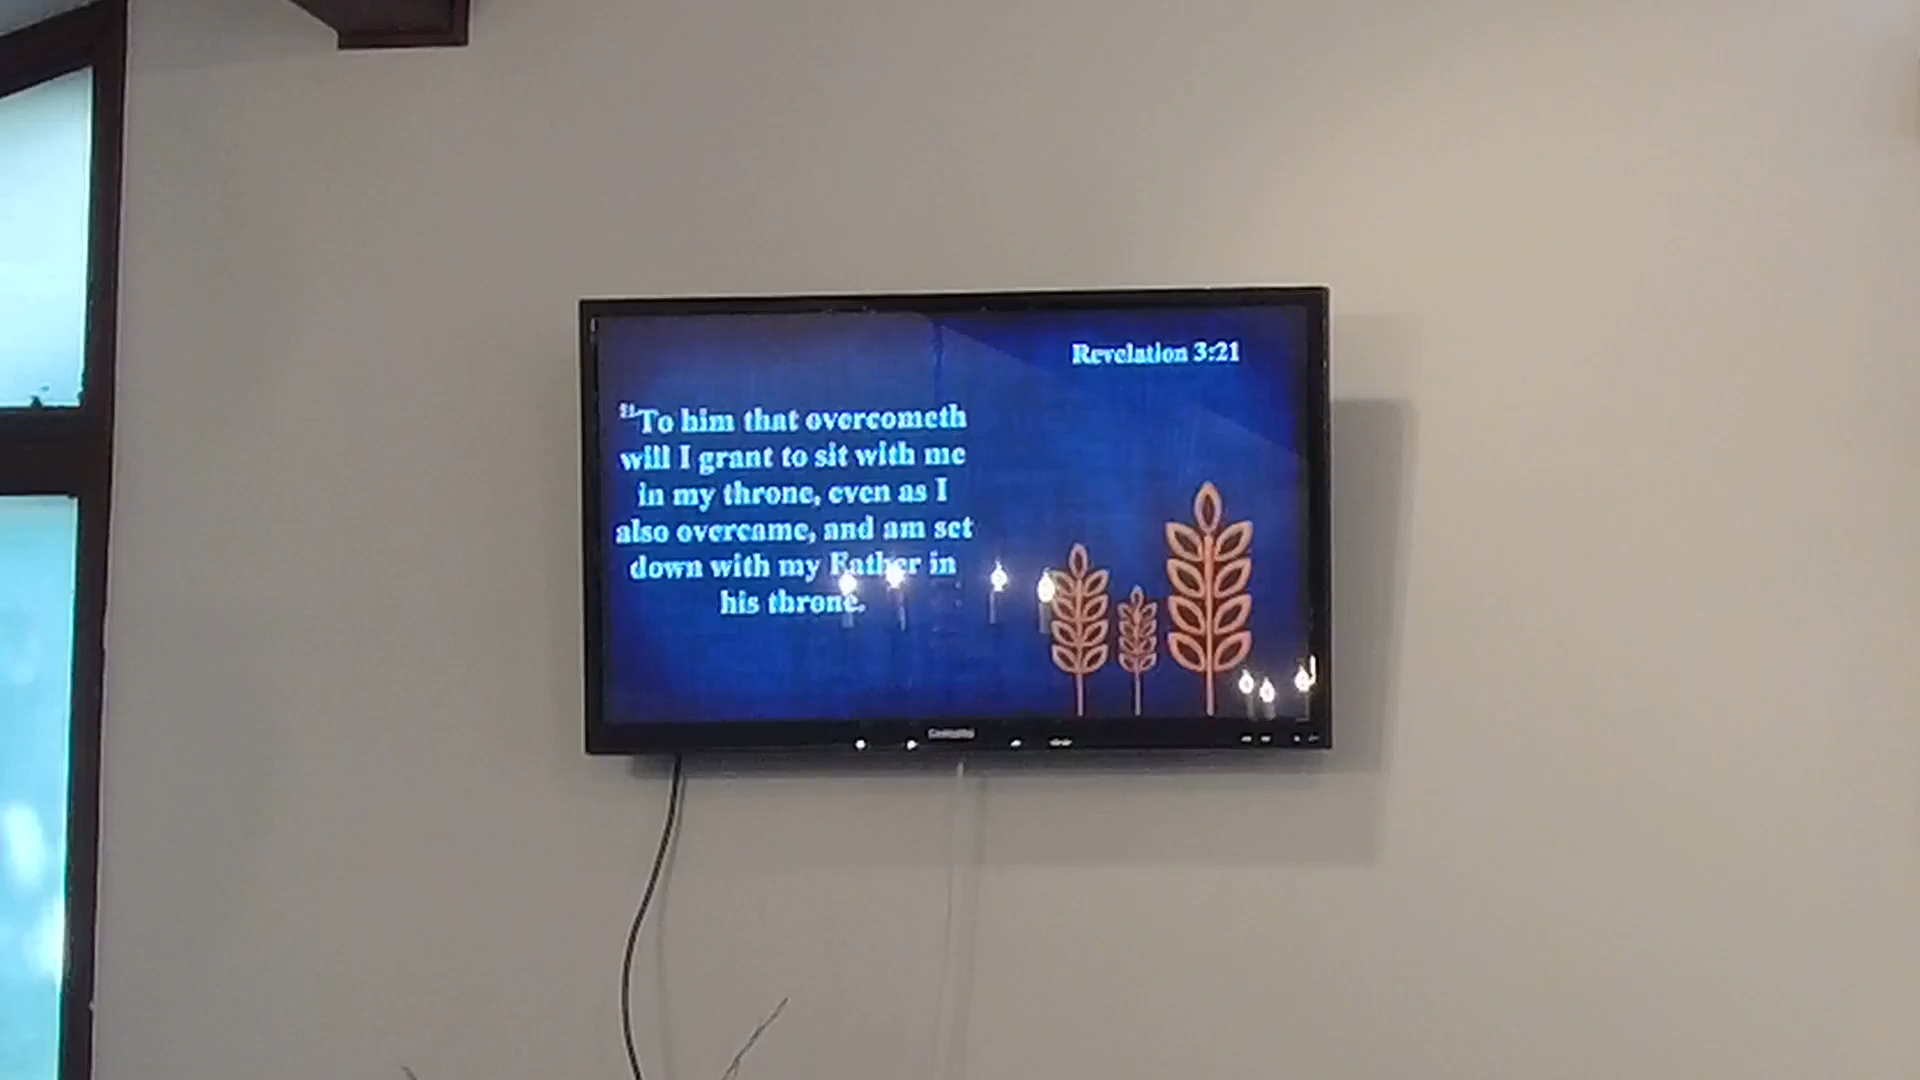 Revelation 3:21
21To him that overcometh
will I grant to sit with me
in my throne, even as I
also overcame, and am set
down with my Father in
his throne.